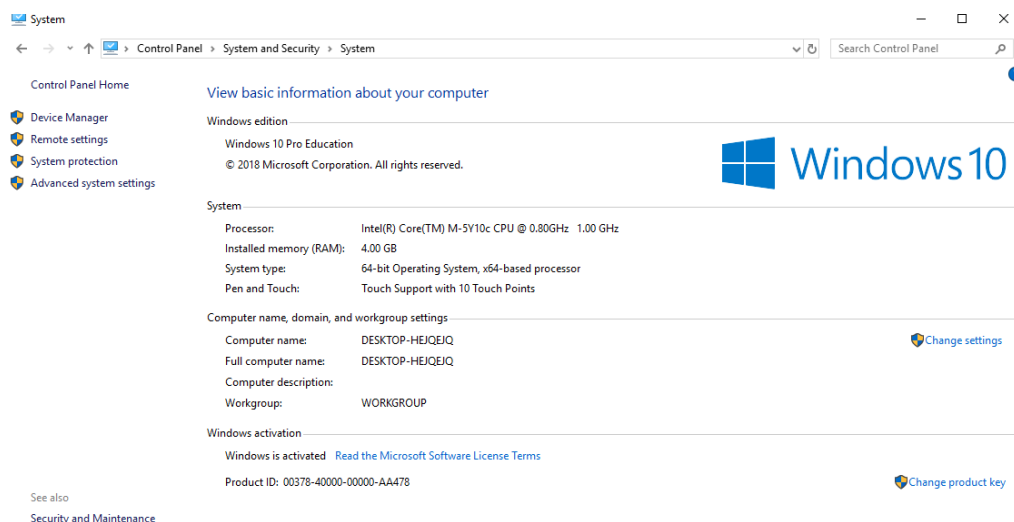 System
Control Panel > System and Security > System
Search Control Panel
Control Panel Home
Device Manager
Remote settings
System protection
Advanced system settings
See also
Security and Maintenance
View basic information about your computer
Windows edition
Windows 10 Pro Education
© 2018 Microsoft Corporation. All rights reserved.
Windows 10
System
Processor: Intel(R) Core(TM) M-5Y10c CPU @ 0.80GHz 1.00 GHz
Installed memory (RAM): 4.00 GB
System type: 64-bit Operating System, x64-based processor
Pen and Touch: Touch Support with 10 Touch Points
Computer name, domain, and workgroup settings
Computer name: DESKTOP-HEJQEJQ
Change settings
Full computer name: DESKTOP-HEJQEJQ
Computer description:
Workgroup: WORKGROUP
Windows activation
Windows is activated Read the Microsoft Software License Terms
Product ID: 00378-40000-00000-AA478
Change product key